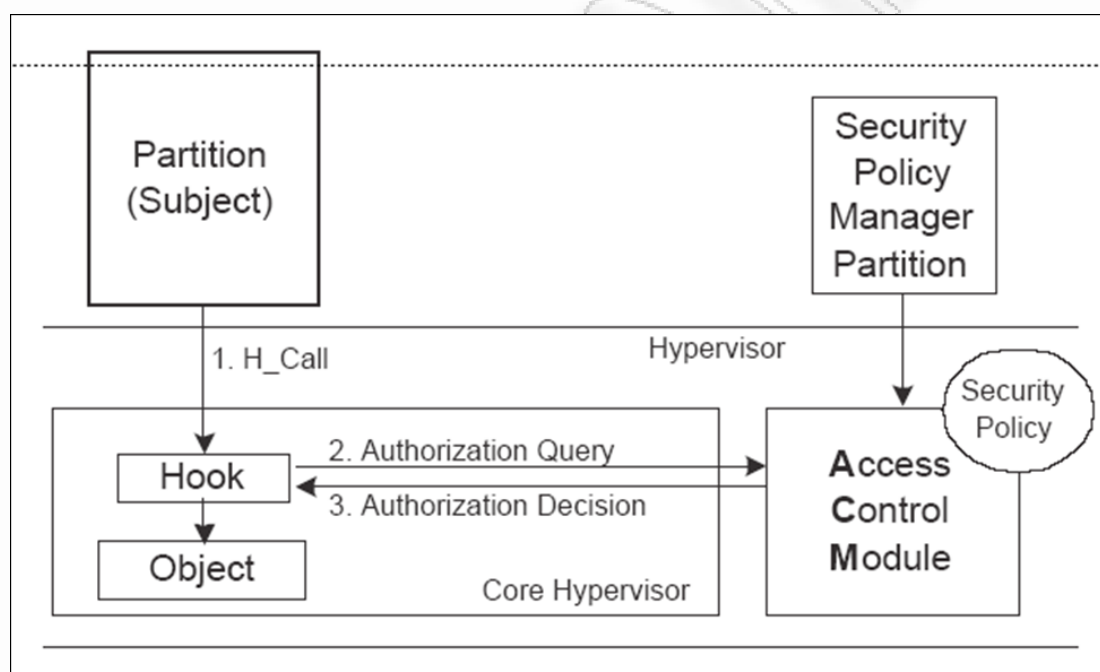 Partition
(Subject)
Security
Policy
Manager
Partition
1. H_Call
Hypervisor
Security
Policy
2. Authorization Query
Hook
3. Authorization Decision
Access
Control
Module
Object
Core Hypervisor